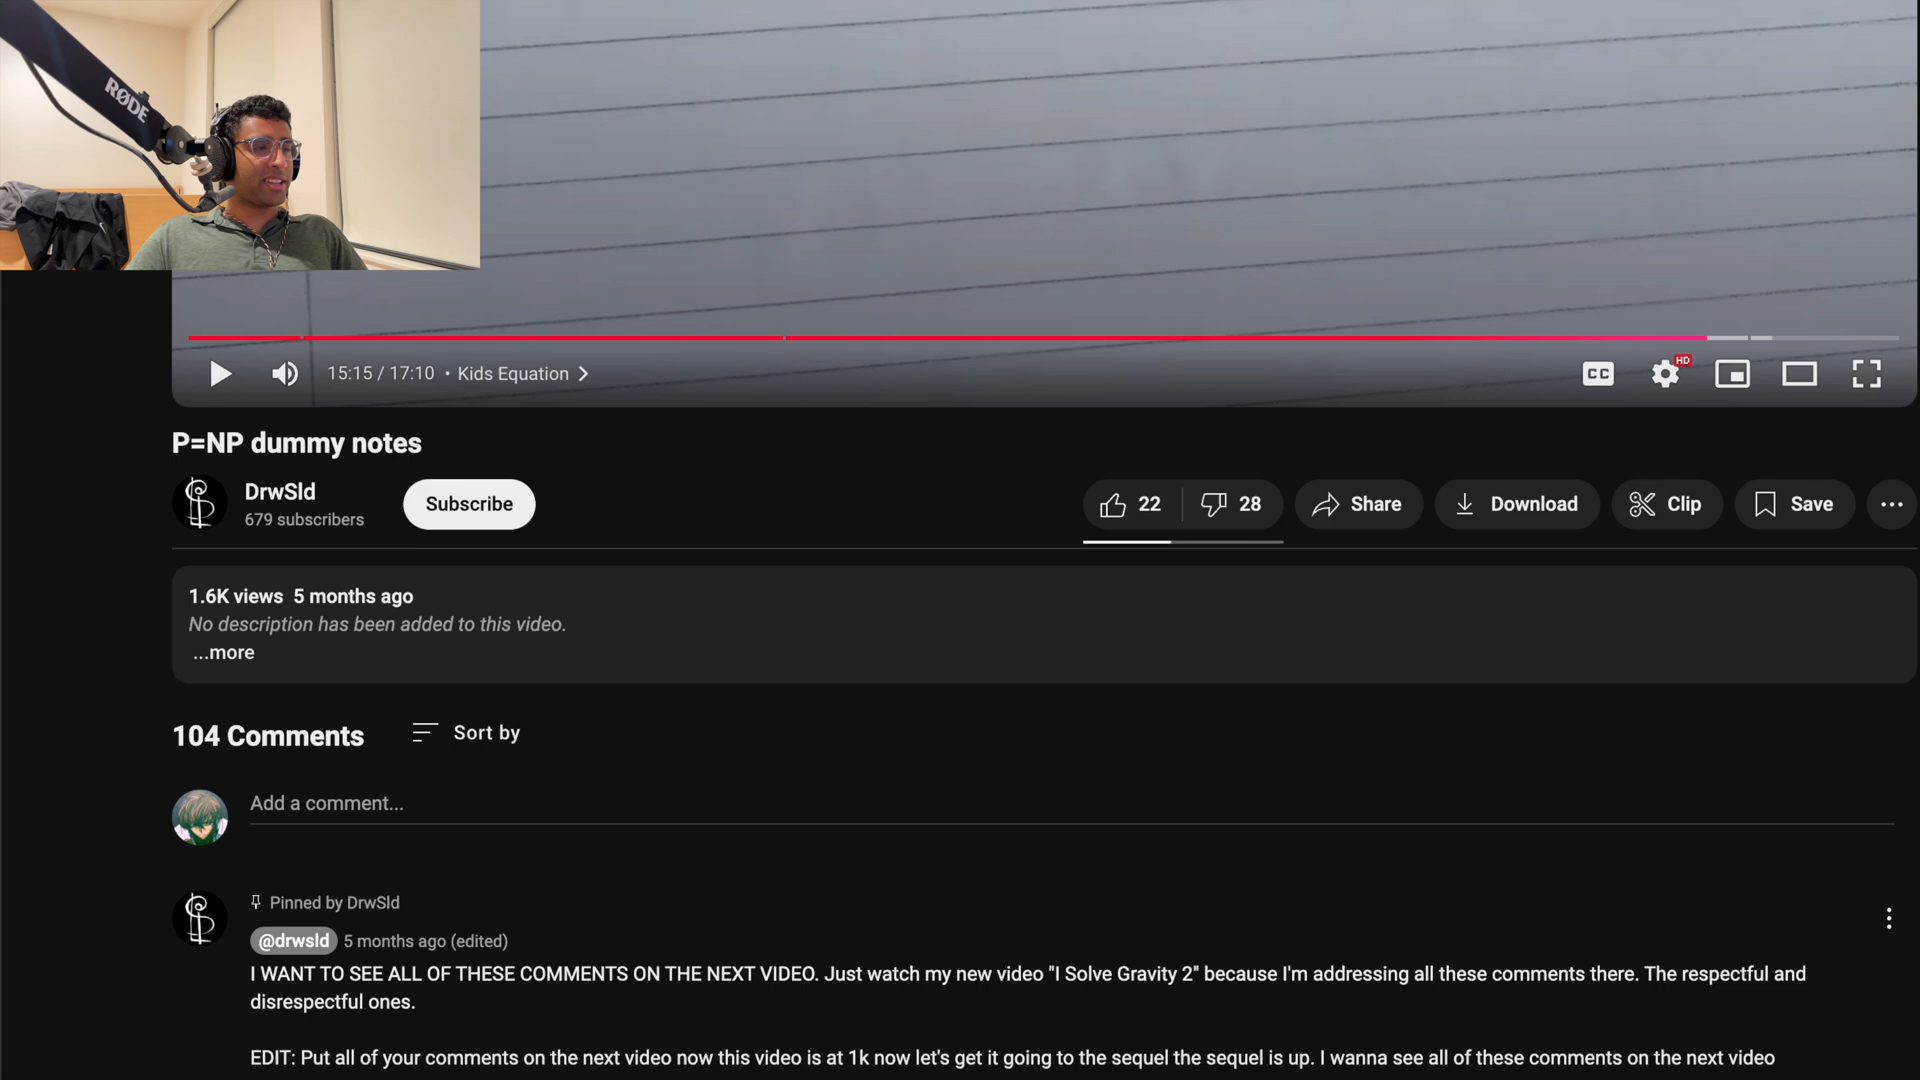 RØDE
HD
15:15 / 17:10 • Kids Equation
CC
P=NP dummy notes
DrwSld
679 subscribers
Subscribe
22
28
Share
Download
Clip
Save
1.6K views 5 months ago
No description has been added to this video.
...more
104 Comments
Sort by
Add a comment...
Pinned by DrwSld
@drwsld 5 months ago (edited)
I WANT TO SEE ALL OF THESE COMMENTS ON THE NEXT VIDEO. Just watch my new video "I Solve Gravity 2" because I'm addressing all these comments there. The respectful and
disrespectful ones.
EDIT: Put all of your comments on the next video now this video is at 1k now let's get it going to the sequel the sequel is up. I wanna see all of these comments on the next video